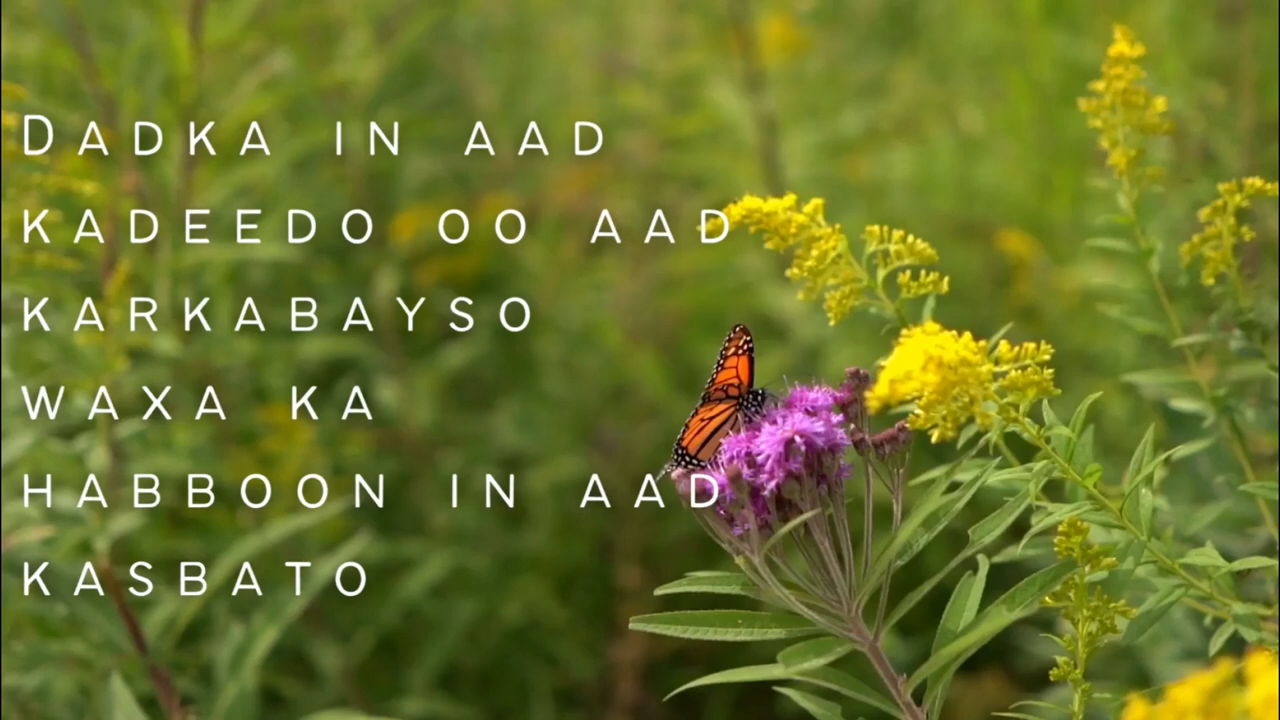 Dadka in aad
kadeedo oo aad
karkabayso
waxa ka
habboon in aad
kasbato